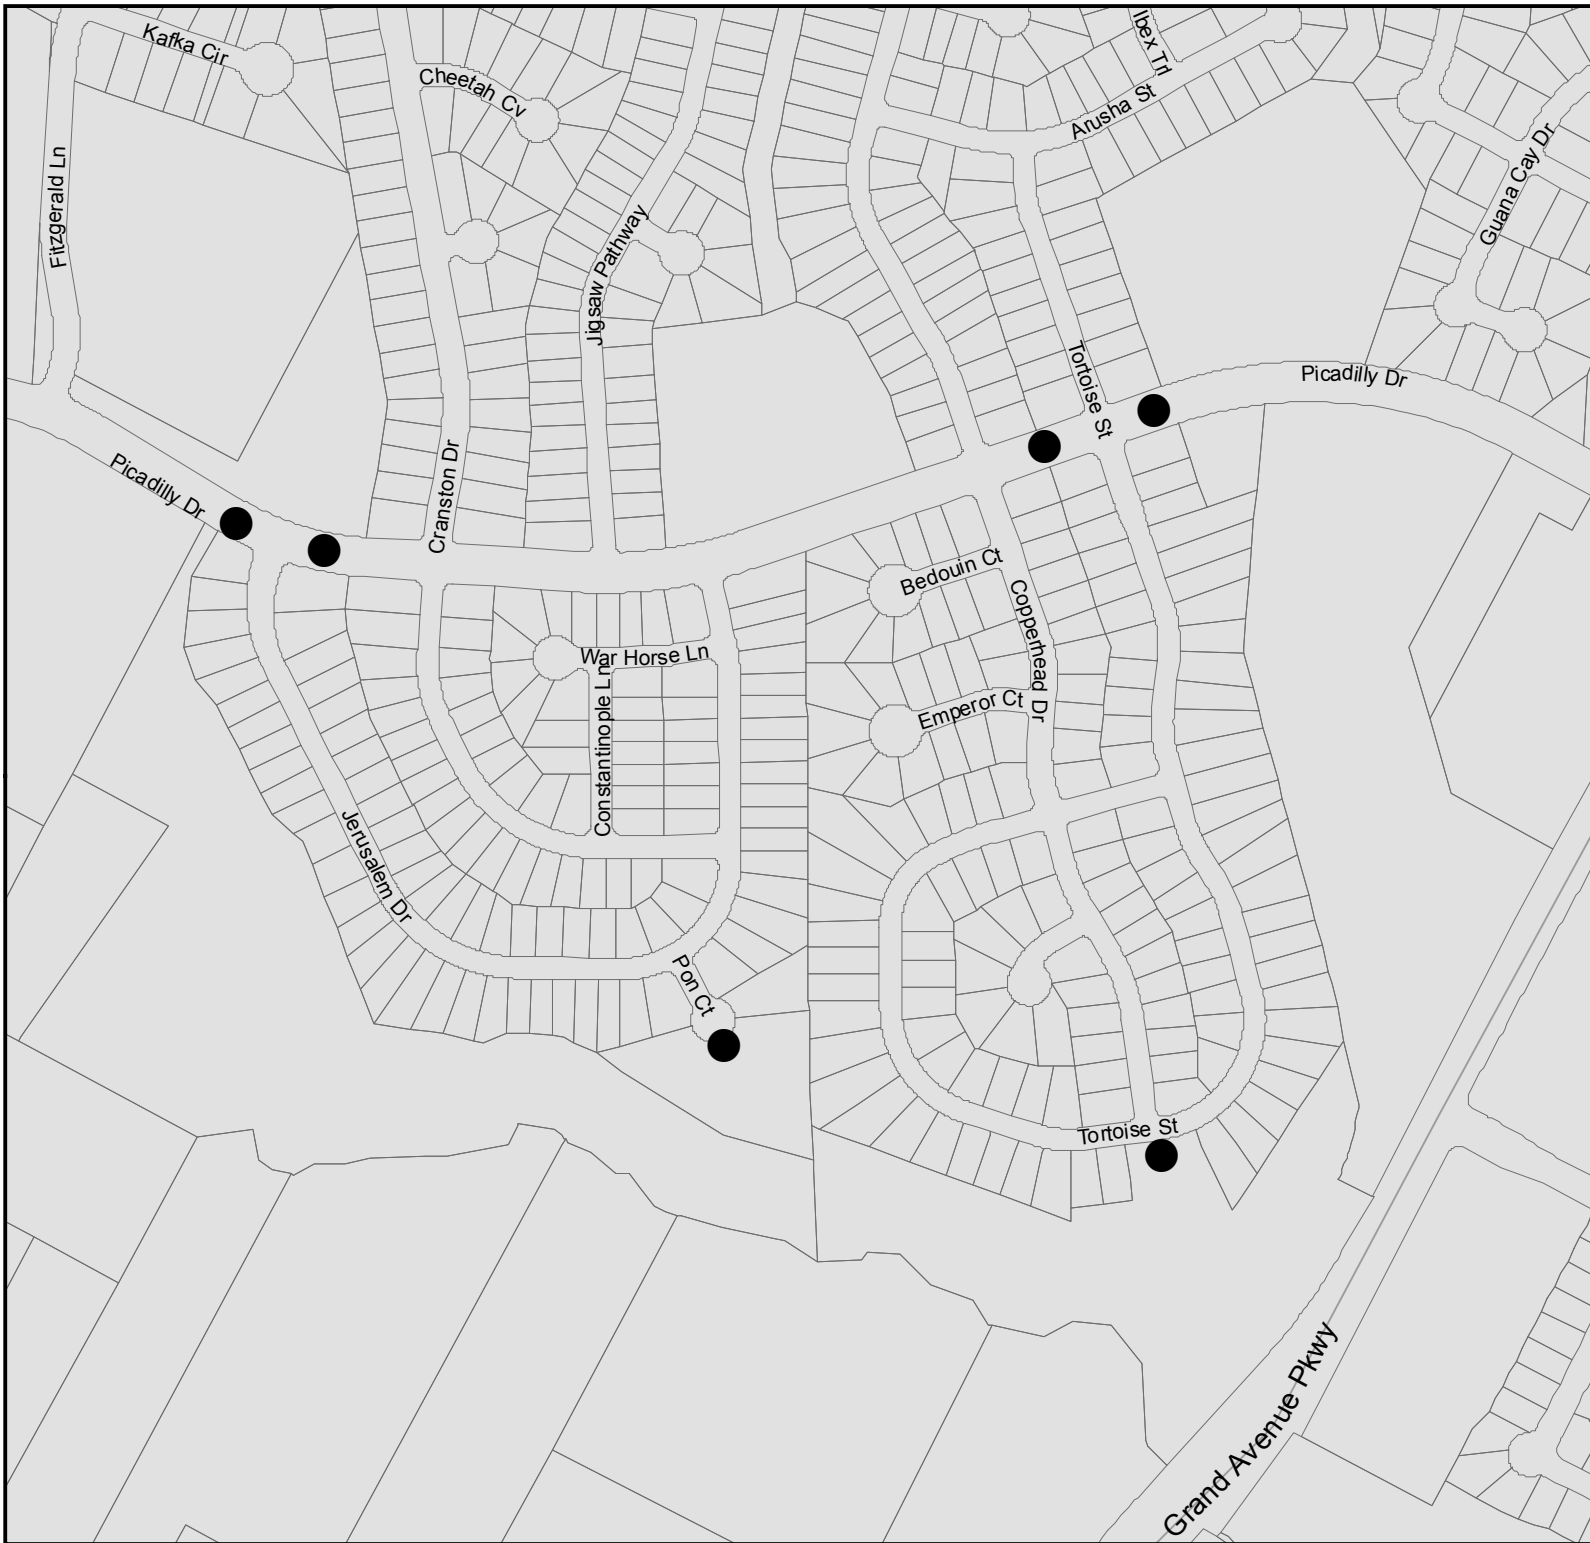 Kafka Cir
Ibex Trl
Cheetah Cv
Arusha St
Guana Cay Dr
Fitzgerald Ln
Jigsaw Pathway
Tortoise St
Picadilly Dr
Picadilly Dr
Cranston Dr
Bedouin Ct
Copperhead Dr
War Horse Ln
Constantinople Ln
Emperor Ct
Jerusalem Dr
Pon Ct
Tortoise St
Grand Avenue Pkwy